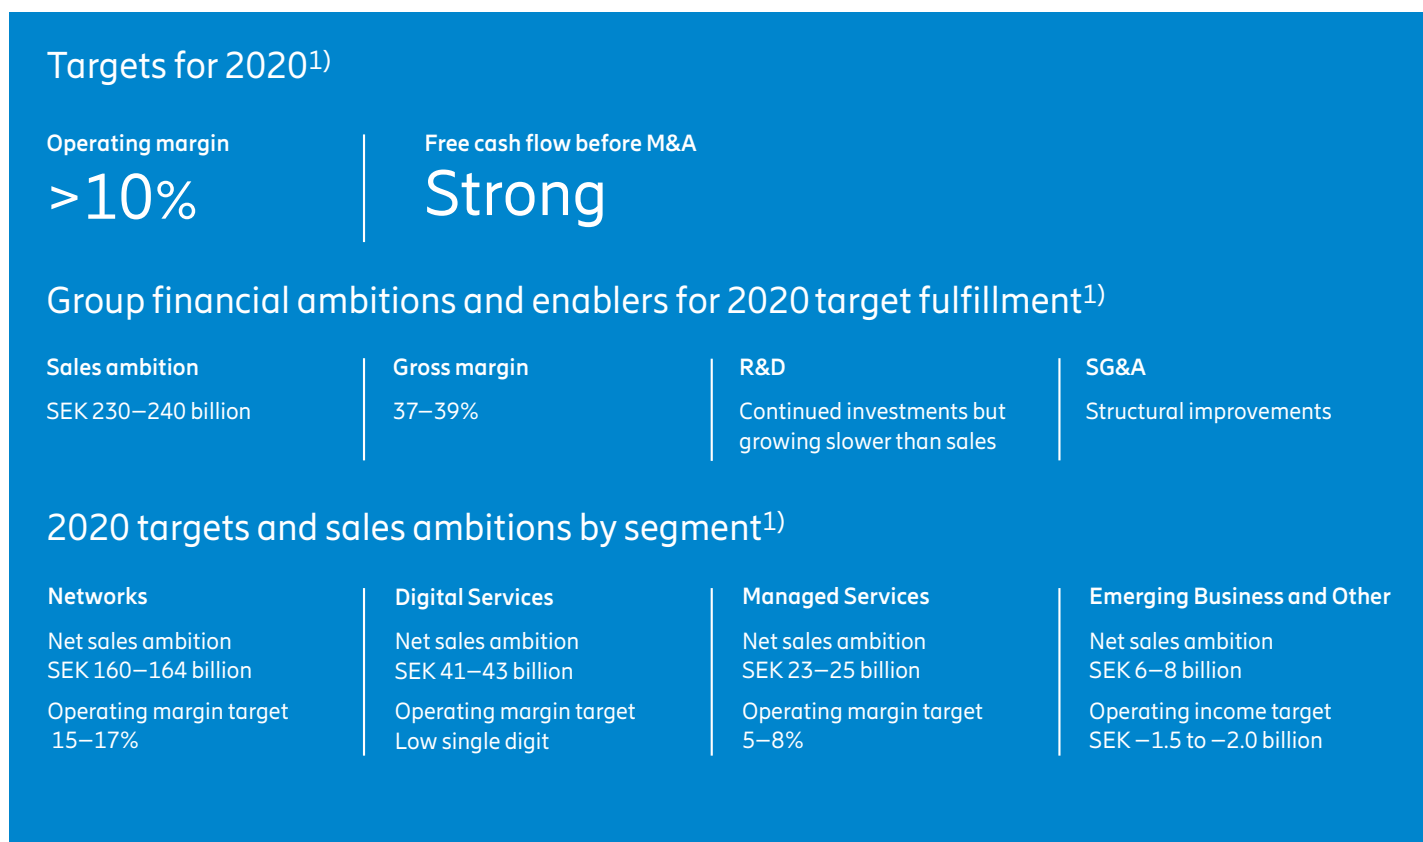 Targets for 20201)
Operating margin
>10%
Free cash flow before M&A
Strong
Group financial ambitions and enablers for 2020 target fulfillment1)
Sales ambition
SEK 230–240 billion
Gross margin
37–39%
R&D
Continued investments but
growing slower than sales
SG&A
Structural improvements
2020 targets and sales ambitions by segment1)
Networks
Net sales ambition
SEK 160–164 billion
Operating margin target
15–17%
Digital Services
Net sales ambition
SEK 41–43 billion
Operating margin target
Low single digit
Managed Services
Net sales ambition
SEK 23–25 billion
Operating margin target
5–8%
Emerging Business and Other
Net sales ambition
SEK 6–8 billion
Operating income target
SEK –1.5 to –2.0 billion